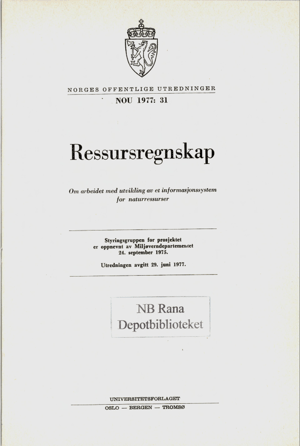 NORGES OFFENTLIGE UTREDNINGER
NOU 1977: 31
Ressursregnskap
Om arbeidet med utvikling av et informasjonssystem
for naturressurser
Styringsgruppen for prosjektet
er oppnevnt av Miljøverndepartementet
24. september 1975.
Utredningen avgitt 29. juni 1977.
NB Rana
Depotbiblioteket
UNIVERSITETSFORLAGET
OSLO — BERGEN — TROMSØ